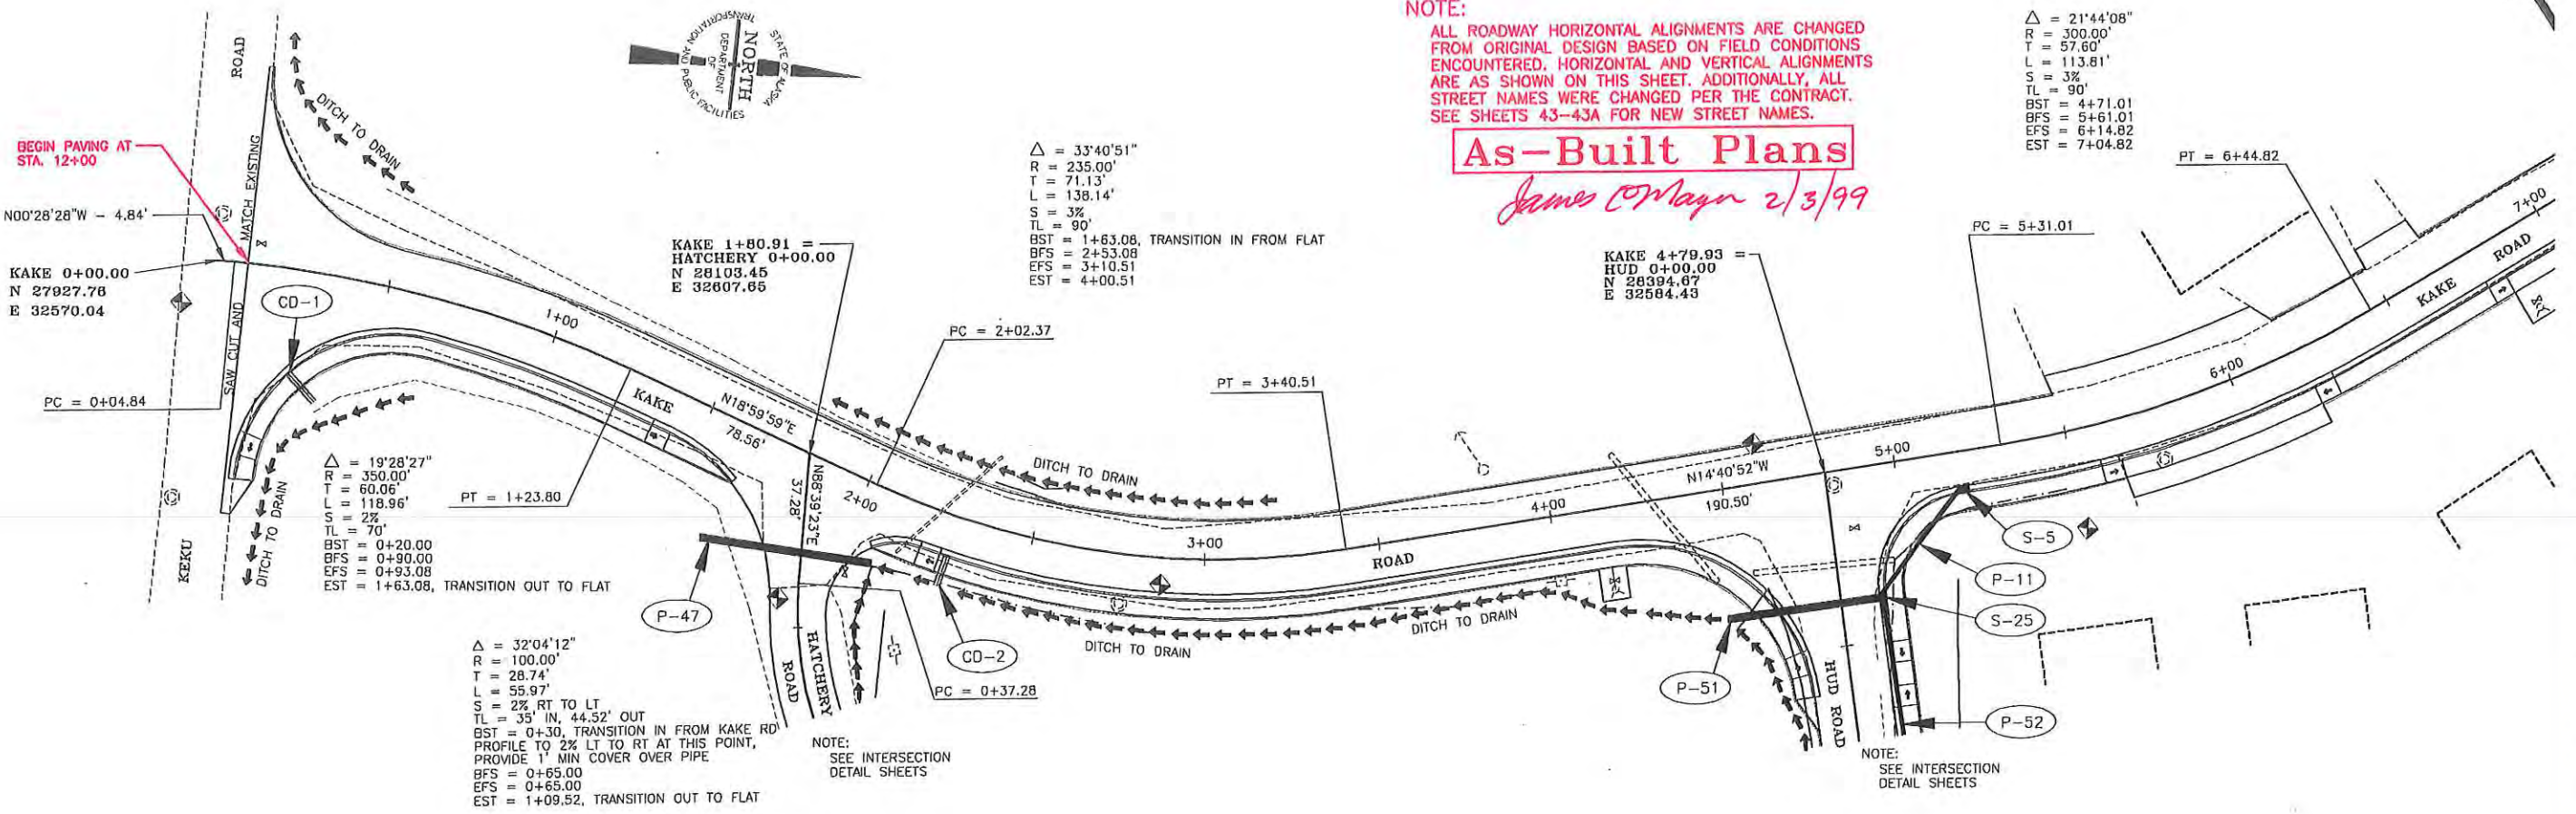 NOTE:
ALL ROADWAY HORIZONTAL ALIGNMENTS ARE CHANGED
FROM ORIGINAL DESIGN BASED ON FIELD CONDITIONS
ENCOUNTERED. HORIZONTAL AND VERTICAL ALIGNMENTS
ARE AS SHOWN ON THIS SHEET. ADDITIONALLY, ALL
STREET NAMES WERE CHANGED PER THE CONTRACT.
SEE SHEETS 43-43A FOR NEW STREET NAMES.
As-Built Plans
James 2/3/99
STATE OF ALASKA
NORTH
DEPARTMENT
OF
TRANSPORTATION
AND PUBLIC FACILITIES
ROAD
DITCH TO DRAIN
BEGIN PAVING AT
STA. 12+00
MATCH EXISTING
SAW CUT AND
N00°28'28"W - 4.84'
KAKE 0+00.00
N 27927.78
E 32570.04
PC = 0+04.84
KEKU
CD-1
DITCH TO DRAIN
1+00
△ = 19°28'27"
R = 350.00'
T = 60.06'
L = 118.96'
S = 2%
TL = 70'
BST = 0+20.00
BFS = 0+90.00
EFS = 0+93.08
EST = 1+63.08, TRANSITION OUT TO FLAT
PT = 1+23.80
KAKE
N18°59'59"E
78.56'
KAKE 1+80.91 =
HATCHERY 0+00.00
N 28103.45
E 32607.65
N88°39'23"E
37.28'
2+00
PC = 2+02.37
△ = 33°40'51"
R = 235.00'
T = 71.13'
L = 138.14'
S = 3%
TL = 90'
BST = 1+63.08, TRANSITION IN FROM FLAT
BFS = 2+53.08
EFS = 3+10.51
EST = 4+00.51
P-47
△ = 32°04'12"
R = 100.00'
T = 28.74'
L = 55.97'
S = 2% RT TO LT
TL = 35' IN, 44.52' OUT
BST = 0+30, TRANSITION IN FROM KAKE RD
PROFILE TO 2% LT TO RT AT THIS POINT,
PROVIDE 1' MIN COVER OVER PIPE
BFS = 0+65.00
EFS = 0+65.00
EST = 1+09.52, TRANSITION OUT TO FLAT
HATCHERY
ROAD
NOTE:
SEE INTERSECTION
DETAIL SHEETS
CD-2
PC = 0+37.28
DITCH TO DRAIN
3+00
DITCH TO DRAIN
PT = 3+40.51
ROAD
DITCH TO DRAIN
4+00
N14°40'52"W
190.50'
KAKE 4+79.93 =
HUD 0+00.00
N 28394.67
E 32584.43
5+00
PC = 5+31.01
△ = 21°44'08"
R = 300.00'
T = 57.60'
L = 113.81'
S = 3%
TL = 90'
BST = 4+71.01
BFS = 5+61.01
EFS = 6+14.82
EST = 7+04.82
PT = 6+44.82
6+00
KAKE
ROAD
7+00
S-5
P-11
S-25
P-51
P-52
HUD ROAD
NOTE:
SEE INTERSECTION
DETAIL SHEETS